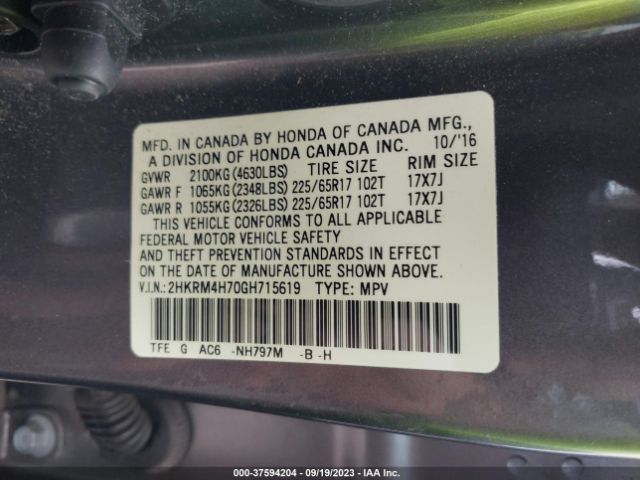 MFD. IN CANADA BY HONDA OF CANADA MFG.,
A DIVISION OF HONDA CANADA INC. 10/'16
GVWR 2100KG(4630LBS) TIRE SIZE RIM SIZE
GAWR F 1065KG(2348LBS) 225/65R17 102T 17X7J
GAWR R 1055KG(2326LBS) 225/65R17 102T 17X7J
THIS VEHICLE CONFORMS TO ALL APPLICABLE
FEDERAL MOTOR VEHICLE SAFETY
AND THEFT PREVENTION STANDARDS IN EFFECT
ON THE DATE OF MANUFACTURE SHOWN ABOVE.
V.I.N.: 2HKRM4H70GH715619 TYPE: MPV
TFE G AC6 -NH797M -B -H
000-37594204 - 09/19/2023 - IAA Inc.